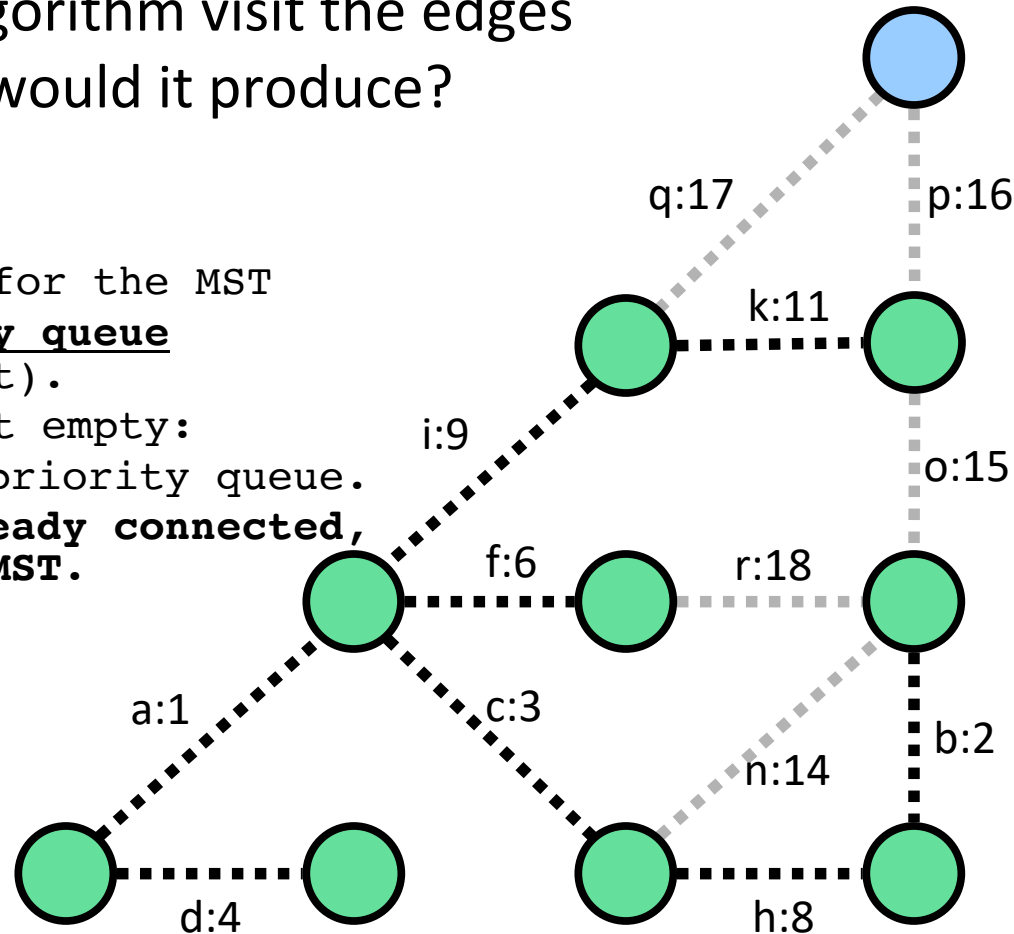 gorithm visit the edges
would it produce?
q:17
p:16
for the MST
k:11
y queue
t).
t empty:
i:9
priority queue.
o:15
eady connected,
MST.
f:6
r:18
a:1
c:3
b:2
n:14
d:4
h:8